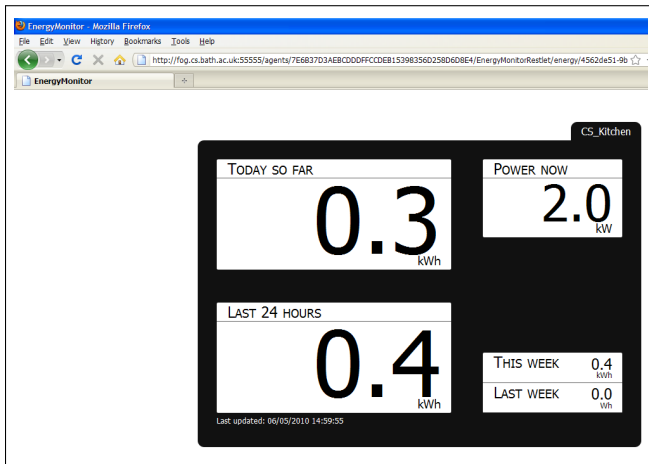 EnergyMonitor - Mozilla Firefox
File Edit View History Bookmarks Tools Help
http://fog.cs.bath.ac.uk:55555/agents/7E6B37D3AEBCDDDFFCCDEB15398356D258D6D8E4/EnergyMonitorRestlet/energy/4562de51-9b
EnergyMonitor
CS_Kitchen
TODAY SO FAR
0.3
kWh
POWER NOW
2.0
kW
LAST 24 HOURS
0.4
kWh
THIS WEEK 0.4
kWh
LAST WEEK 0.0
Wh
Last updated: 06/05/2010 14:59:55